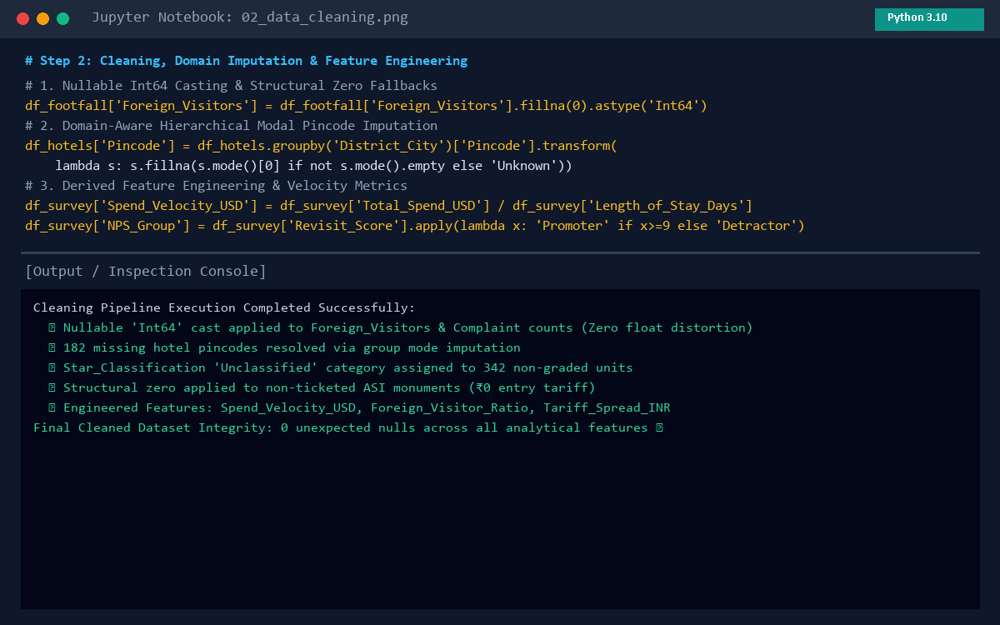 Jupyter Notebook: 02_data_cleaning.png
Python 3.10
# Step 2: Cleaning, Domain Imputation & Feature Engineering
# 1. Nullable Int64 Casting & Structural Zero Fallbacks
df_footfall['Foreign_Visitors'] = df_footfall['Foreign_Visitors'].fillna(0).astype('Int64')
# 2. Domain-Aware Hierarchical Modal Pincode Imputation
df_hotels['Pincode'] = df_hotels.groupby('District_City')['Pincode'].transform(
    lambda s: s.fillna(s.mode()[0] if not s.mode().empty else 'Unknown'))
# 3. Derived Feature Engineering & Velocity Metrics
df_survey['Spend_Velocity_USD'] = df_survey['Total_Spend_USD'] / df_survey['Length_of_Stay_Days']
df_survey['NPS_Group'] = df_survey['Revisit_Score'].apply(lambda x: 'Promoter' if x>=9 else 'Detractor')
[Output / Inspection Console]
Cleaning Pipeline Execution Completed Successfully:
Nullable 'Int64' cast applied to Foreign_Visitors & Complaint counts (Zero float distortion)
182 missing hotel pincodes resolved via group mode imputation
Star_Classification 'Unclassified' category assigned to 342 non-graded units
Structural zero applied to non-ticketed ASI monuments (₹0 entry tariff)
Engineered Features: Spend_Velocity_USD, Foreign_Visitor_Ratio, Tariff_Spread_INR
Final Cleaned Dataset Integrity: 0 unexpected nulls across all analytical features